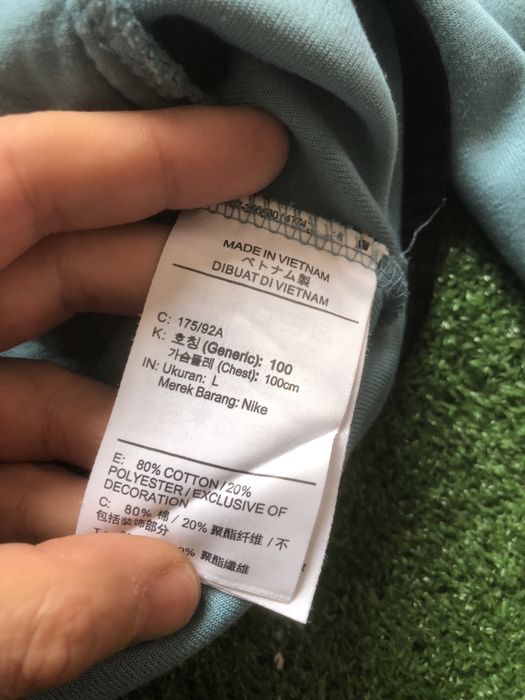 MADE IN VIETNAM
ベトナム製
DIBUAT DI VIETNAM
C: 175/92A
K: 호칭 (Generic): 100
가슴둘레 (Chest): 100cm
IN: Ukuran: L
Merek Barang: Nike
E: 80% COTTON/20%
POLYESTER/EXCLUSIVE OF
DECORATION
C: 80% 棉 / 20% 聚酯纤维 / 不
包括装饰部分
聚酯纖維